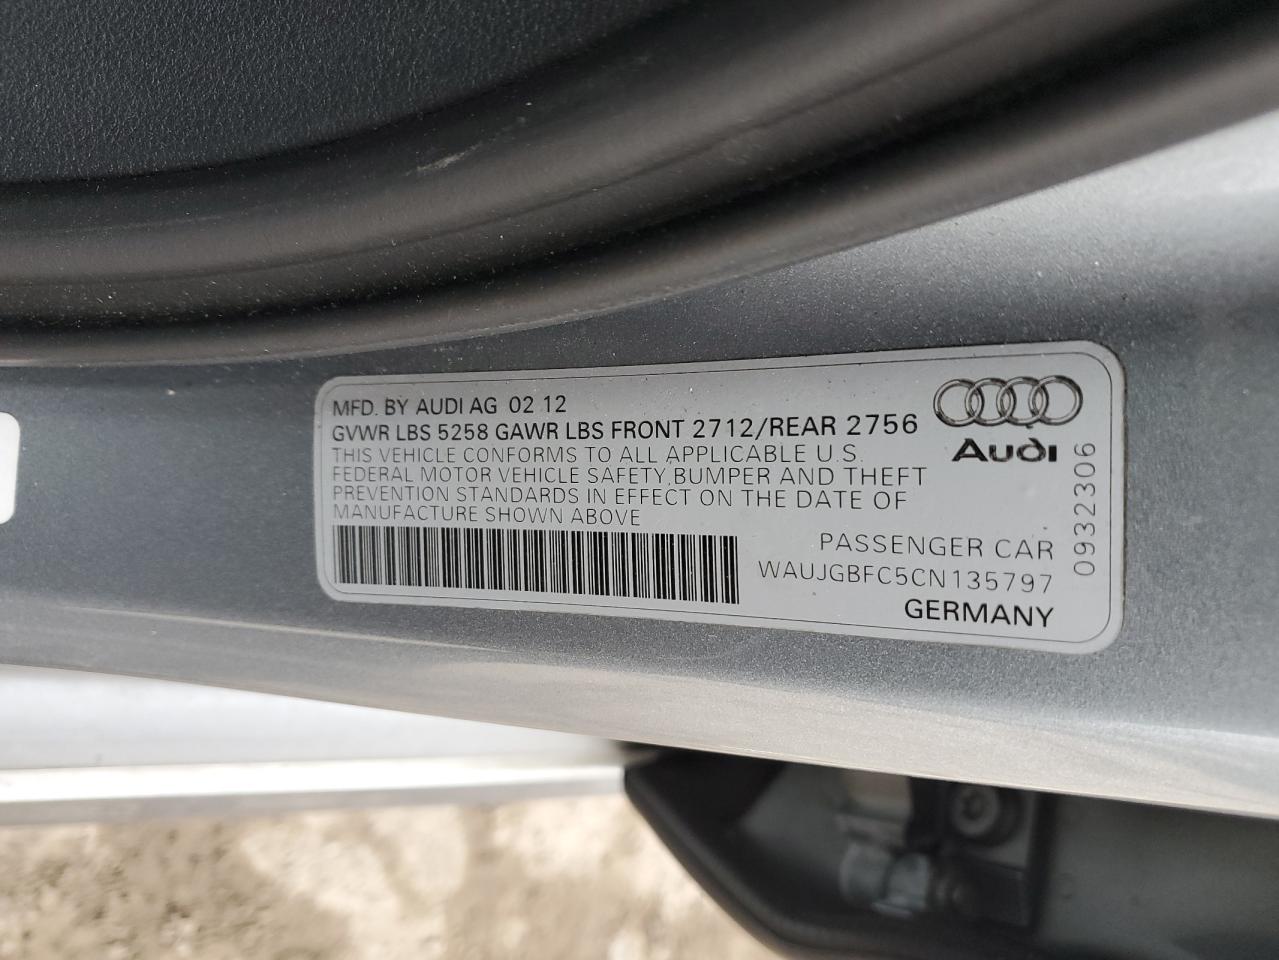 MFD. BY AUDI AG 02 12
GVWR LBS 5258 GAWR LBS FRONT 2712/REAR 2756
THIS VEHICLE CONFORMS TO ALL APPLICABLE U.S.
FEDERAL MOTOR VEHICLE SAFETY, BUMPER AND THEFT
PREVENTION STANDARDS IN EFFECT ON THE DATE OF
MANUFACTURE SHOWN ABOVE
Audi
PASSENGER CAR
WAUJGBFC5CN135797
GERMANY
0932306